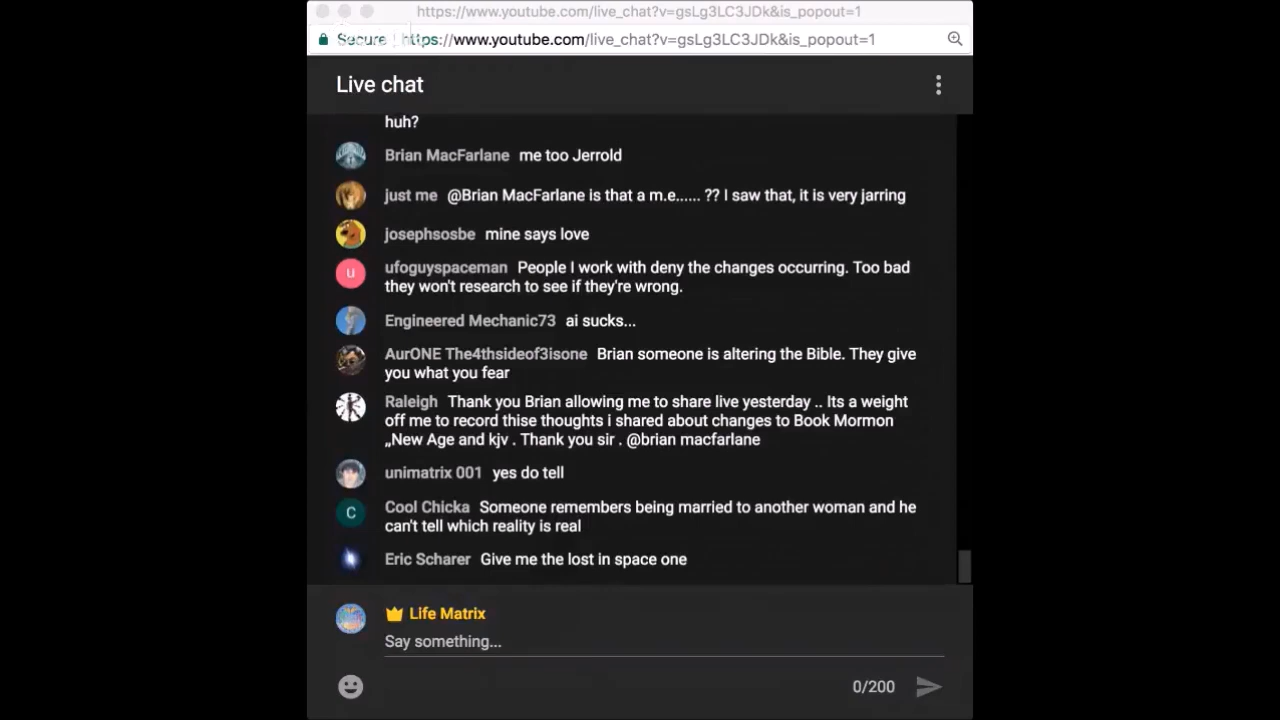 https://www.youtube.com/live_chat?v=gsLg3LC3JDk&is_popout=1
Secure https://www.youtube.com/live_chat?v=gsLg3LC3JDk&is_popout=1
Live chat
huh?
Brian MacFarlane me too Jerrold
just me @Brian MacFarlane is that a m.e...... ?? I saw that, it is very jarring
josephsosbe mine says love
u
ufoguyspaceman People I work with deny the changes occurring. Too bad
they won't research to see if they're wrong.
Engineered Mechanic73 ai sucks...
AurONE The4thsideof3isone Brian someone is altering the Bible. They give
you what you fear
Raleigh Thank you Brian allowing me to share live yesterday .. Its a weight
off me to record thise thoughts i shared about changes to Book Mormon
,,New Age and kjv . Thank you sir . @brian macfarlane
unimatrix 001 yes do tell
C
Cool Chicka Someone remembers being married to another woman and he
can't tell which reality is real
Eric Scharer Give me the lost in space one
Life Matrix
Say something...
0/200